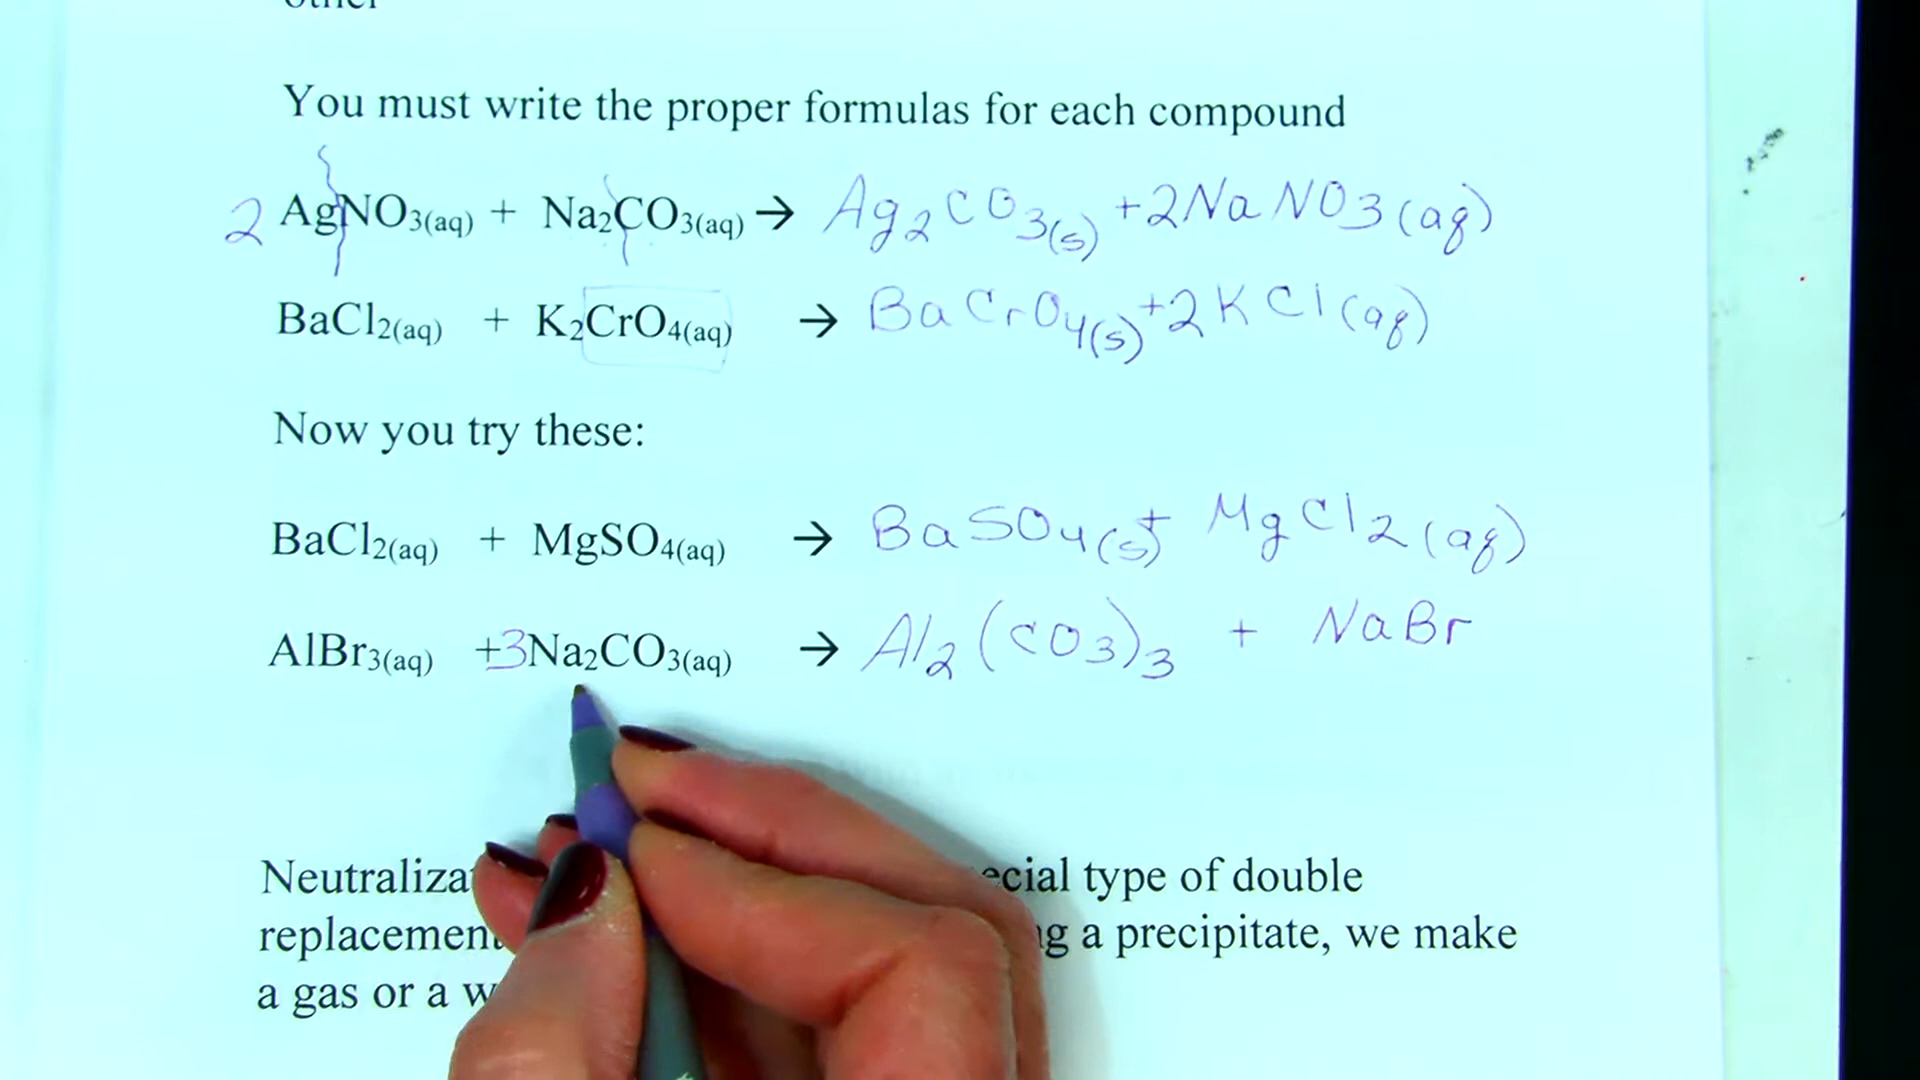 other
You must write the proper formulas for each compound
2 AgNO3(aq) + Na2CO3(aq) → Ag2CO3(s) + 2NaNO3(aq)
BaCl2(aq) + K2CrO4(aq) → BaCrO4(s) + 2KCl(aq)
Now you try these:
BaCl2(aq) + MgSO4(aq) → BaSO4(s) + MgCl2(aq)
AlBr3(aq) + 3Na2CO3(aq) → Al2(CO3)3 + NaBr
ecial type of double
a precipitate, we make
a gas or a